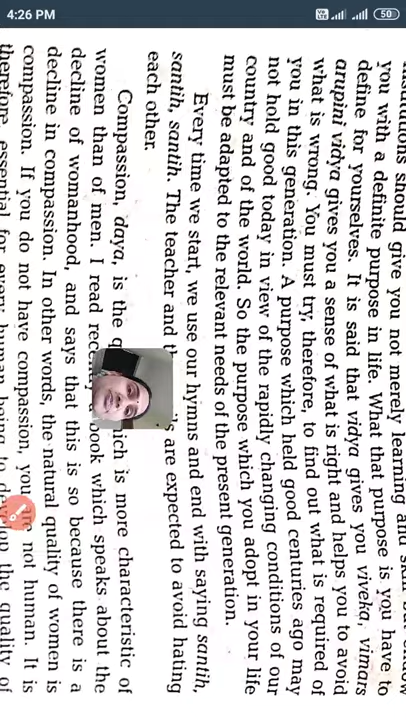 4:26 PM
50
should give you not merely learning and
you with a definite purpose in life. What that purpose is you have to
define for yourselves. It is said that vidya gives you viveka, vimars
arupini vidya gives you a sense of what is right and helps you to avoid
what is wrong. You must try, therefore, to find out what is required of
you in this generation. A purpose which held good centuries ago may
not hold good today in view of the rapidly changing conditions of our
country and of the world. So the purpose which you adopt in your life
must be adapted to the relevant needs of the present generation.
Every time we start, we use our hymns and end with saying santih,
santih, santih. The teacher and are expected to avoid hating
each other.
Compassion, daya, is the is more characteristic of
women than of men. I read book which speaks about the
decline of womanhood, and says that this is so because there is a
decline in compassion. In other words, the natural quality of women is
compassion. If you do not have compassion, you not human. It is
therefore, essential for every human being to the quality of